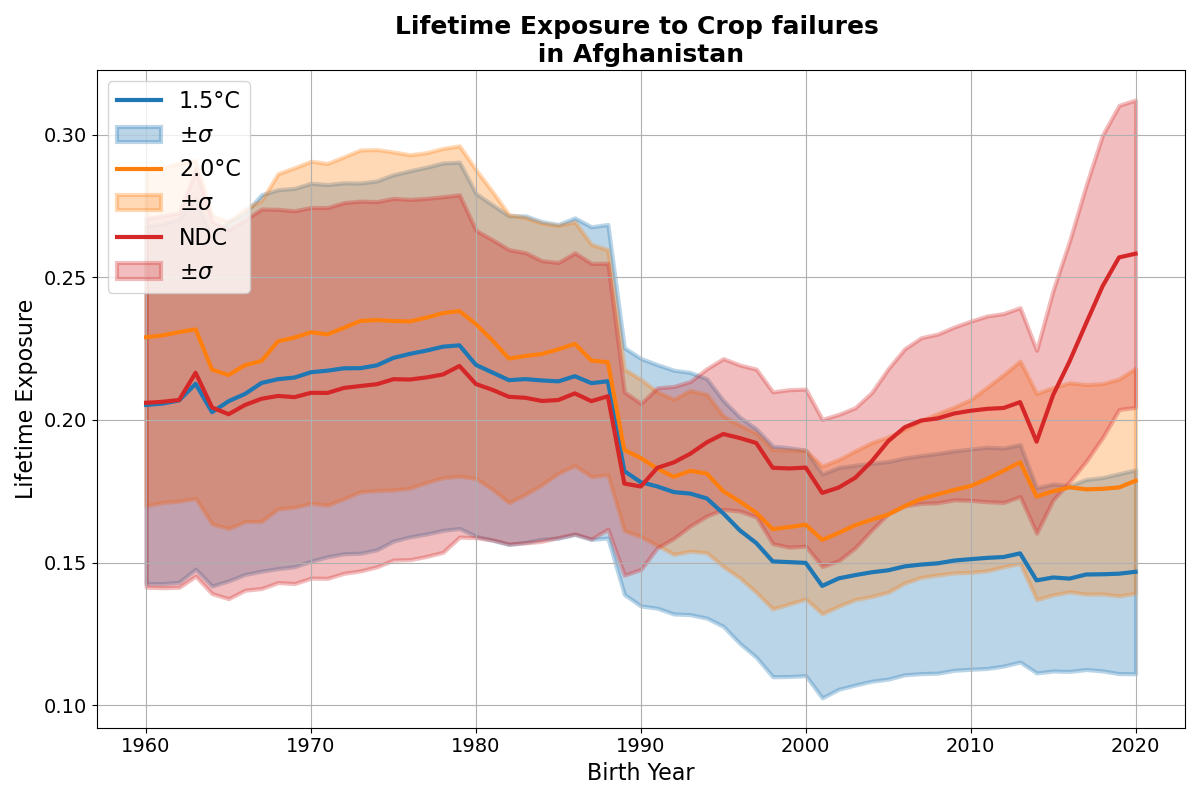 Lifetime Exposure to Crop failures
in Afghanistan
1.5°C
±σ
2.0°C
±σ
NDC
±σ
Lifetime Exposure
0.30
0.25
0.20
0.15
0.10
1960 1970 1980 1990 2000 2010 2020
Birth Year